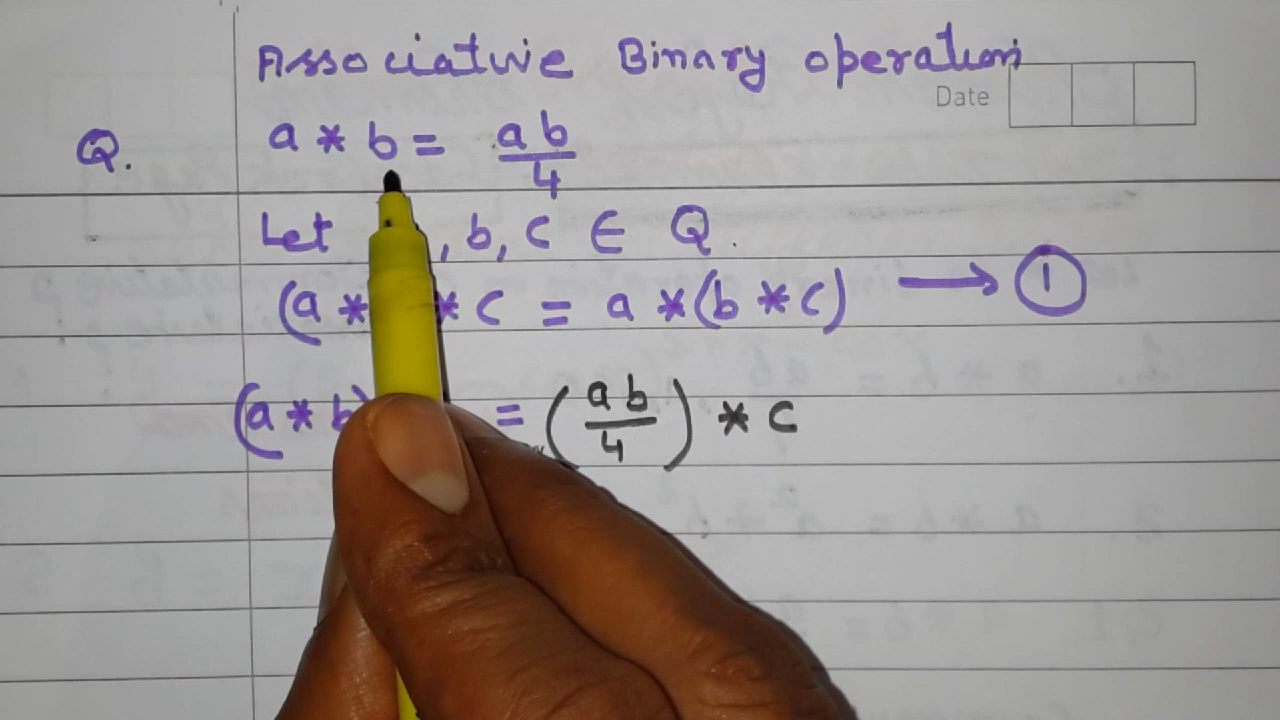 Associative Binary operation
Date
Q. a * b = ab/4
Let , b, c ∈ Q.
(a * * c = a * (b * c) → ①
(a * b) = (ab/4) * c